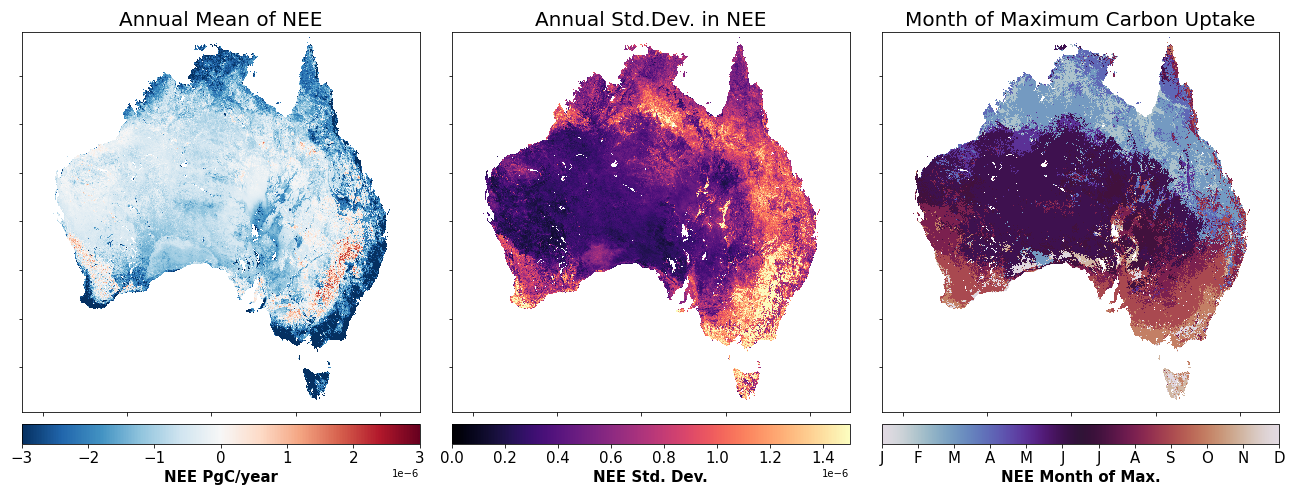 Annual Mean of NEE
Annual Std.Dev. in NEE
Month of Maximum Carbon Uptake
−3 −2 −1 0 1 2 3
1e−6
NEE PgC/year
0.0 0.2 0.4 0.6 0.8 1.0 1.2 1.4
1e−6
NEE Std. Dev.
J F M A M J J A S O N D
NEE Month of Max.